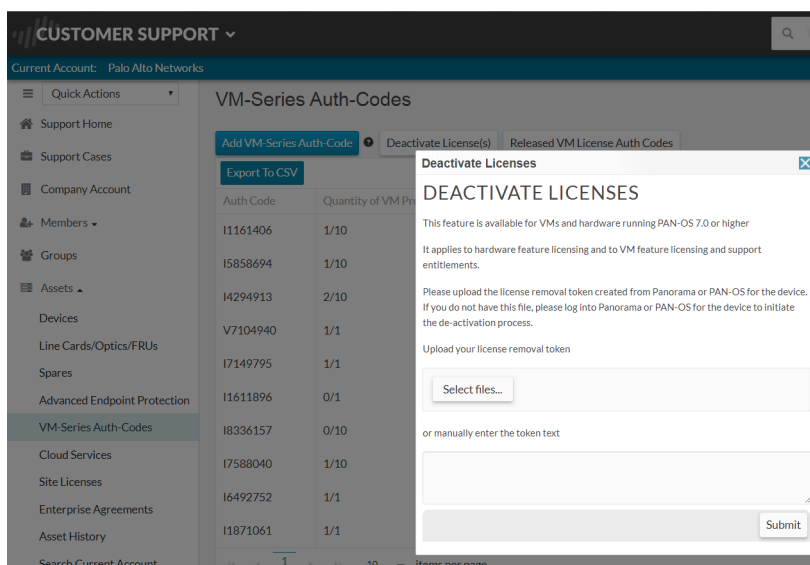 CUSTOMER SUPPORT
Current Account: Palo Alto Networks
Quick Actions
Support Home
Support Cases
Company Account
Members
Groups
Assets
Devices
Line Cards/Optics/FRUs
Spares
Advanced Endpoint Protection
VM-Series Auth-Codes
Cloud Services
Site Licenses
Enterprise Agreements
Asset History
Search Current Account
VM-Series Auth-Codes
Add VM-Series Auth-Code
Deactivate License(s)
Released VM License Auth Codes
Export To CSV
Auth Code Quantity of VM
I1161406 1/10
I5858694 1/10
I4294913 2/10
V7104940 1/1
I7149795 1/1
I1611896 0/1
I8336157 0/10
I7588040 1/10
I6492752 1/1
I1871061 1/1
1 10 items per page
Deactivate Licenses
DEACTIVATE LICENSES
This feature is available for VMs and hardware running PAN-OS 7.0 or higher
It applies to hardware feature licensing and to VM feature licensing and support
entitlements.
Please upload the license removal token created from Panorama or PAN-OS for the device.
If you do not have this file, please log into Panorama or PAN-OS for the device to initiate
the de-activation process.
Upload your license removal token
Select files...
or manually enter the token text
Submit